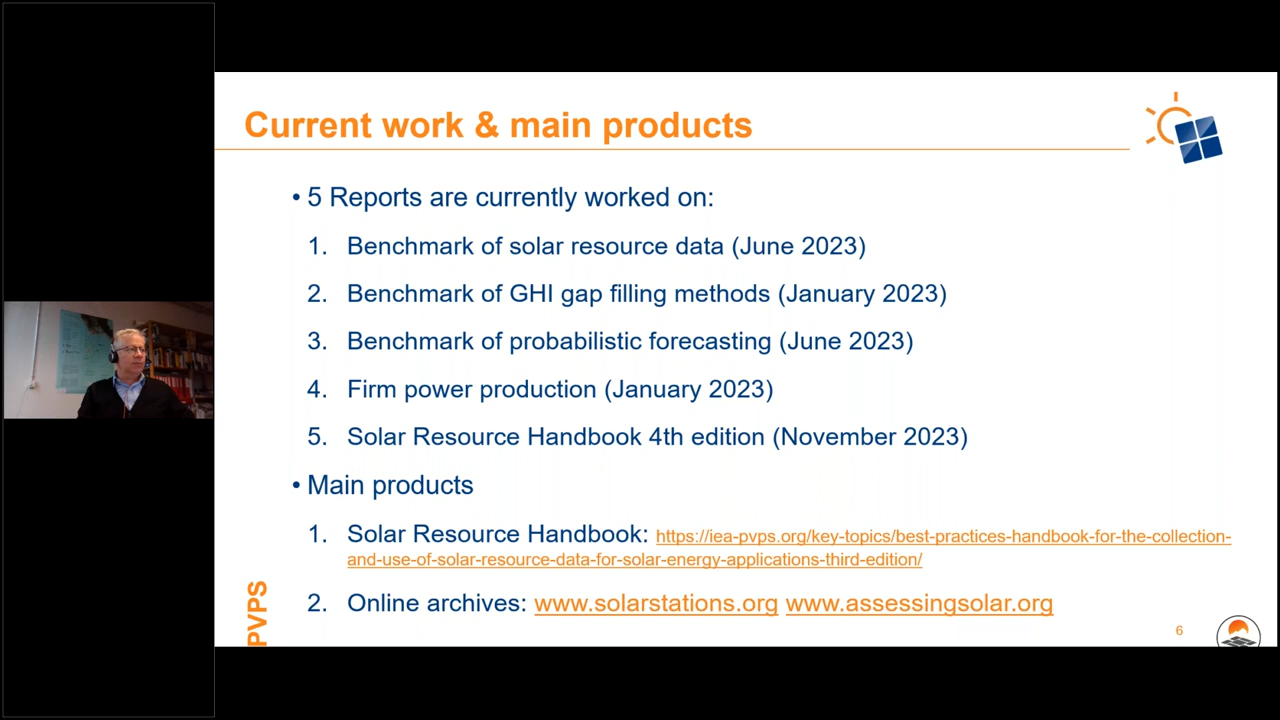 Current work & main products
• 5 Reports are currently worked on:
1. Benchmark of solar resource data (June 2023)
2. Benchmark of GHI gap filling methods (January 2023)
3. Benchmark of probabilistic forecasting (June 2023)
4. Firm power production (January 2023)
5. Solar Resource Handbook 4th edition (November 2023)
• Main products
1. Solar Resource Handbook: https://iea-pvps.org/key-topics/best-practices-handbook-for-the-collection-
and-use-of-solar-resource-data-for-solar-energy-applications-third-edition/
2. Online archives: www.solarstations.org www.assessingsolar.org
PVPS
6